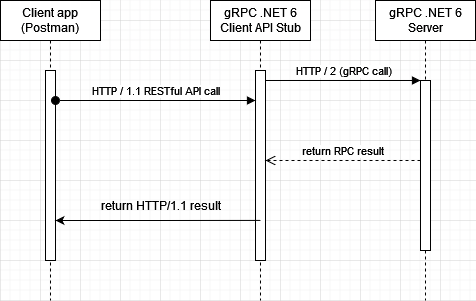 Client app
(Postman)
gRPC .NET 6
Client API Stub
gRPC .NET 6
Server
HTTP / 2 (gRPC call)
HTTP / 1.1 RESTful API call
return RPC result
return HTTP/1.1 result